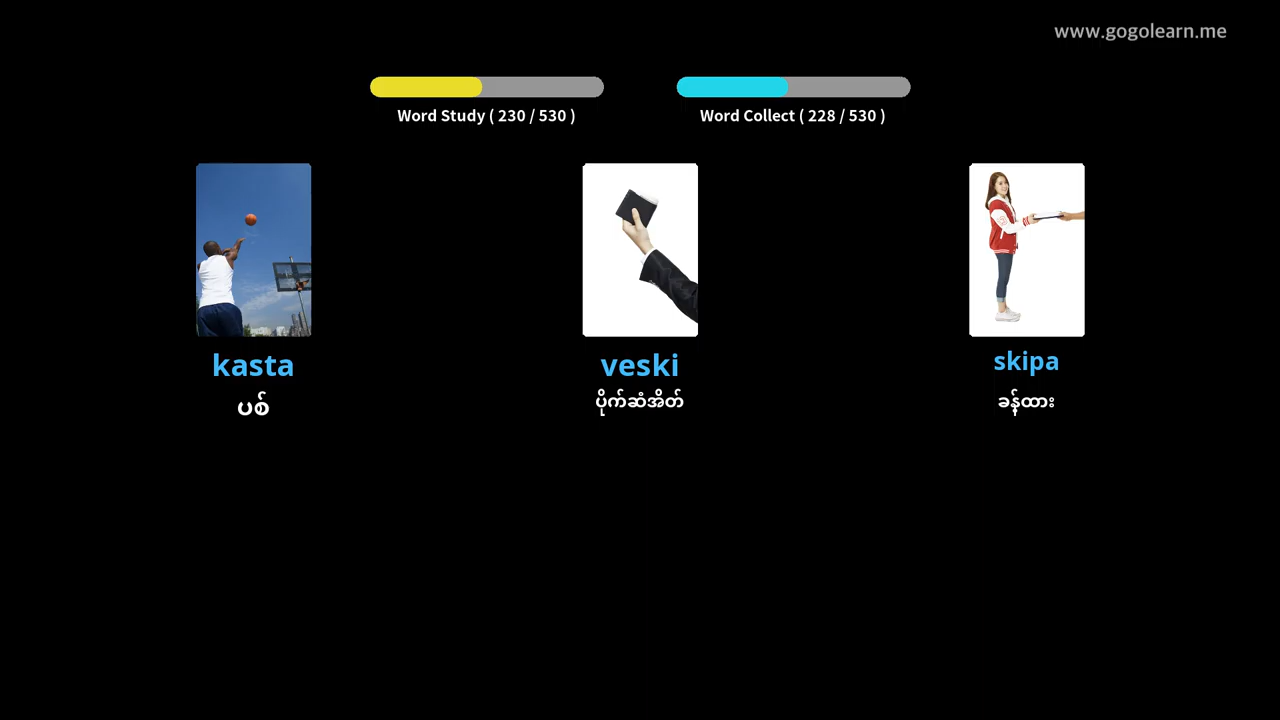 www.gogolearn.me
Word Study ( 230 / 530 )
Word Collect ( 228 / 530 )
kasta
ပစ်
veski
ပိုက်ဆံအိတ်
skipa
ခန့်ထား